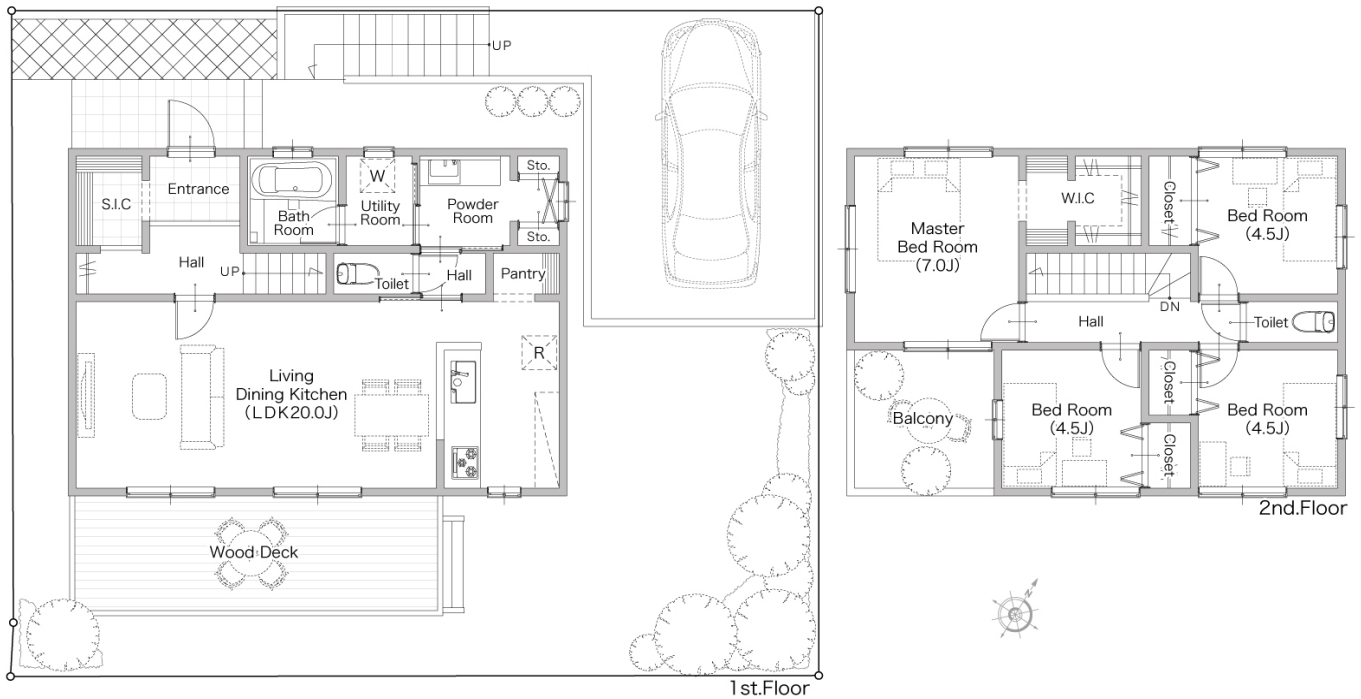 UP
Sto.
W
Entrance
S.I.C
Utility
Room
Powder
Room
Bath
Room
Sto.
Hall
UP
Toilet
Hall
Pantry
R
Living
Dining Kitchen
(LDK20.0J)
Wood Deck
1st.Floor
Master
Bed Room
(7.0J)
W.I.C
Closet
Bed Room
(4.5J)
DN
Hall
Toilet
Closet
Bed Room
(4.5J)
Bed Room
(4.5J)
Balcony
Closet
2nd.Floor
N